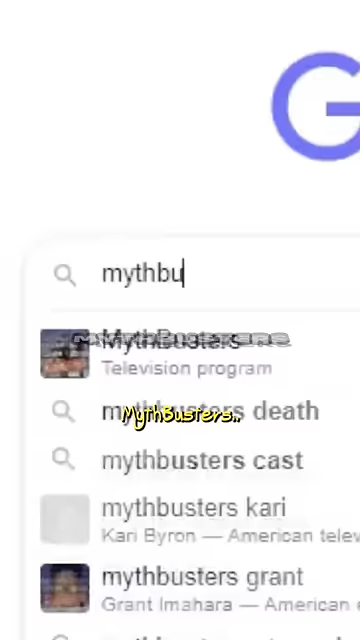 G
mythbu
MythBusters
MYTHBUSTERS
Television program
mythbusters death
MythBusters..
mythbusters cast
mythbusters kari
Kari Byron — American telev
mythbusters grant
Grant Imahara — American